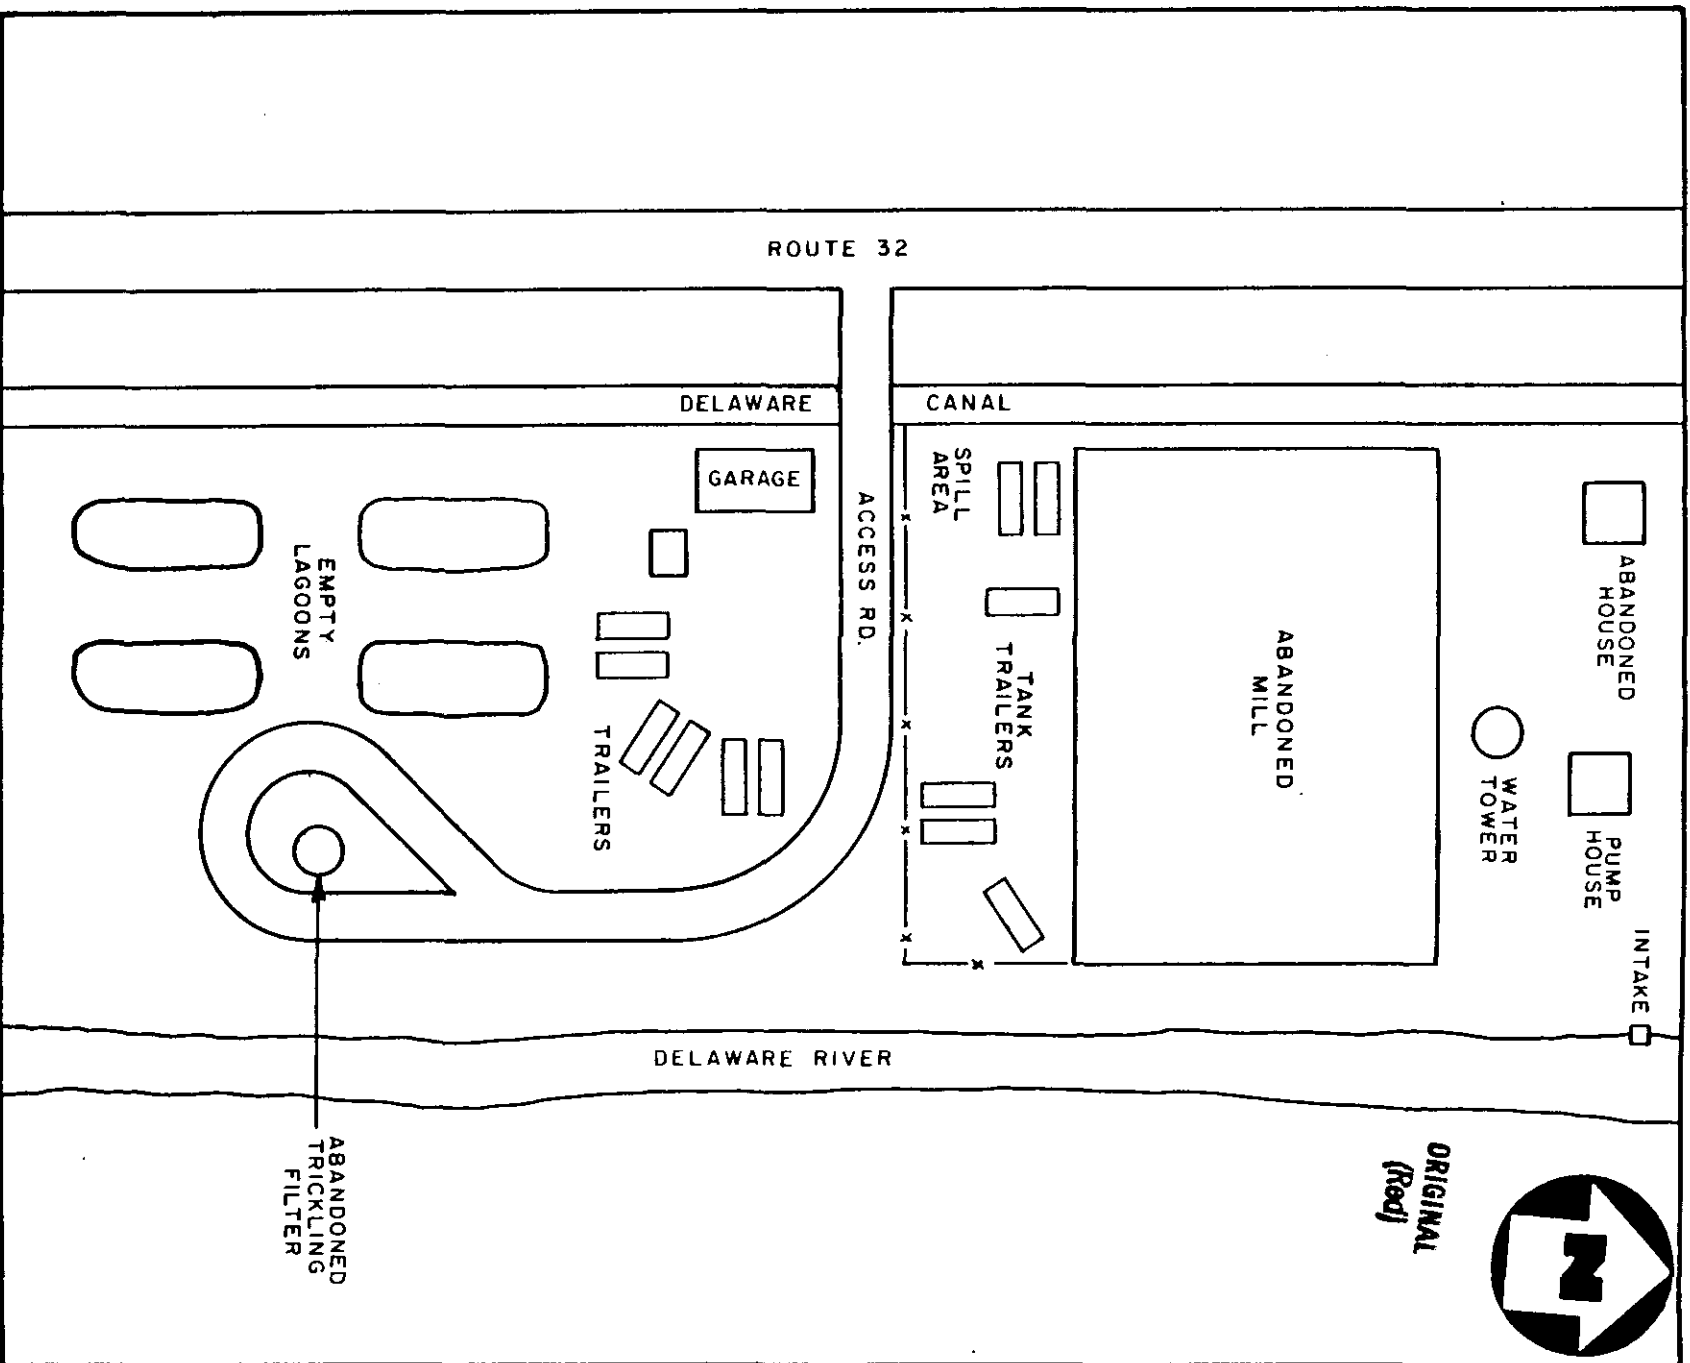 ROUTE 32
DELAWARE CANAL
GARAGE
SPILL
AREA
ACCESS RD.
EMPTY
LAGOONS
TANK
TRAILERS
TRAILERS
ABANDONED
MILL
ABANDONED
HOUSE
WATER
TOWER
PUMP
HOUSE
INTAKE
DELAWARE RIVER
ABANDONED
TRICKLING
FILTER
ORIGINAL
(Red)
N